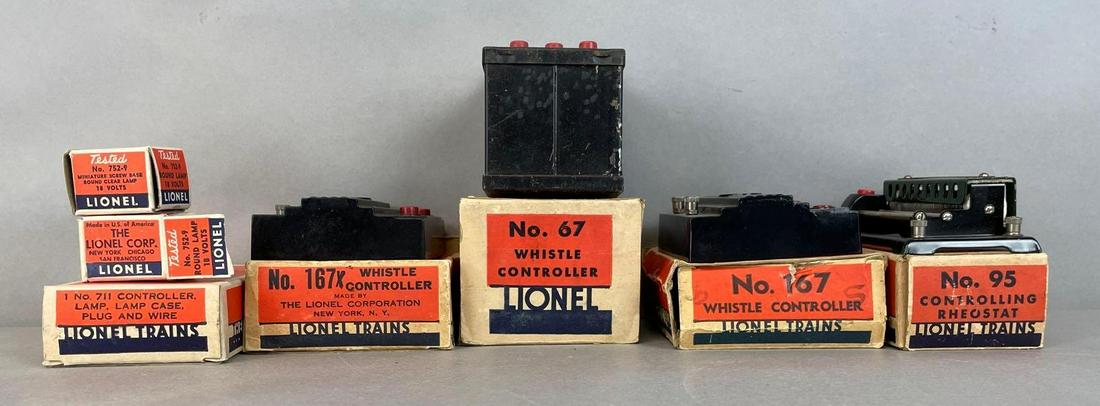 Tested
No. 752-9
MINIATURE SCREW BASE
ROUND CLEAR LAMP
18 VOLTS
LIONEL
Tested
No. 752-9
ROUND LAMP
18 VOLTS
LIONEL
Made in U.S. of America
THE
LIONEL CORP.
NEW YORK CHICAGO
SAN FRANCISCO
LIONEL
Tested
No. 752-9
ROUND LAMP
18 VOLTS
LIONEL
1 No. 711 CONTROLLER,
LAMP, LAMP CASE,
PLUG AND WIRE
LIONEL TRAINS
No. 167X WHISTLE
CONTROLLER
MADE BY
THE LIONEL CORPORATION
NEW YORK, N.Y.
LIONEL TRAINS
No. 67
WHISTLE
CONTROLLER
LIONEL
No. 167
WHISTLE CONTROLLER
LIONEL TRAINS
No. 95
CONTROLLING
RHEOSTAT
LIONEL TRAINS